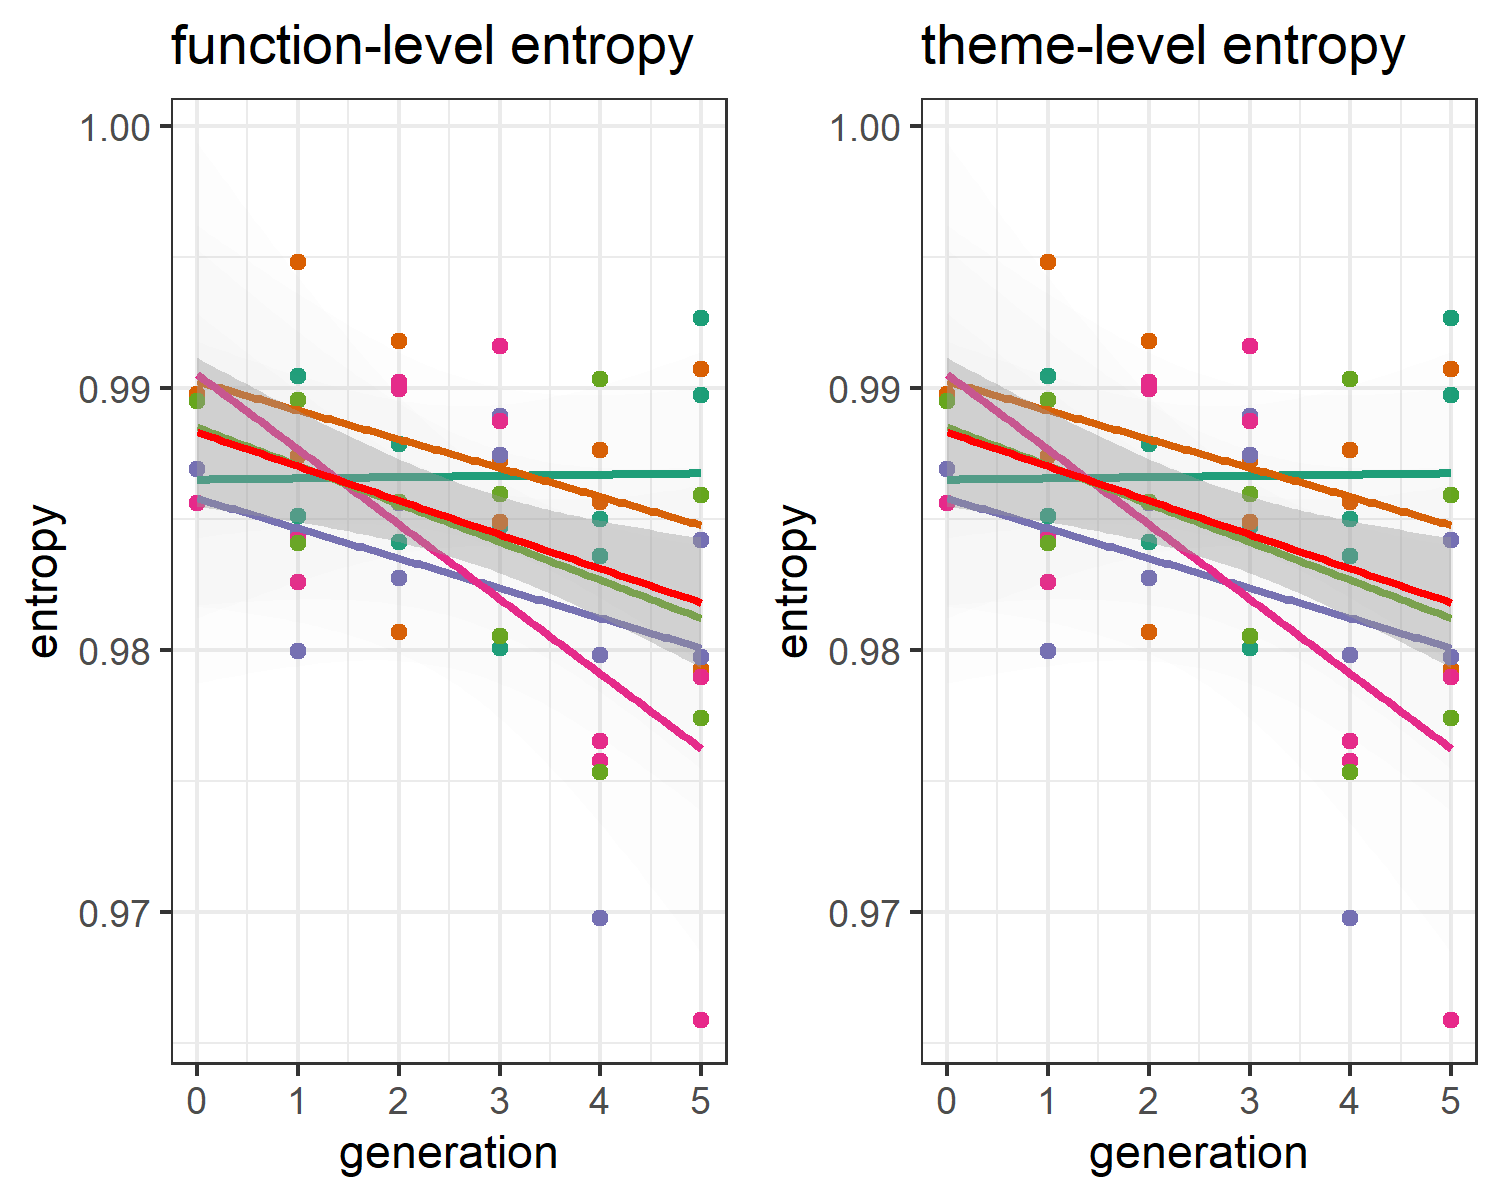 function-level entropy
entropy
1.00
0.99
0.98
0.97
0 1 2 3 4 5
generation
theme-level entropy
entropy
1.00
0.99
0.98
0.97
0 1 2 3 4 5
generation